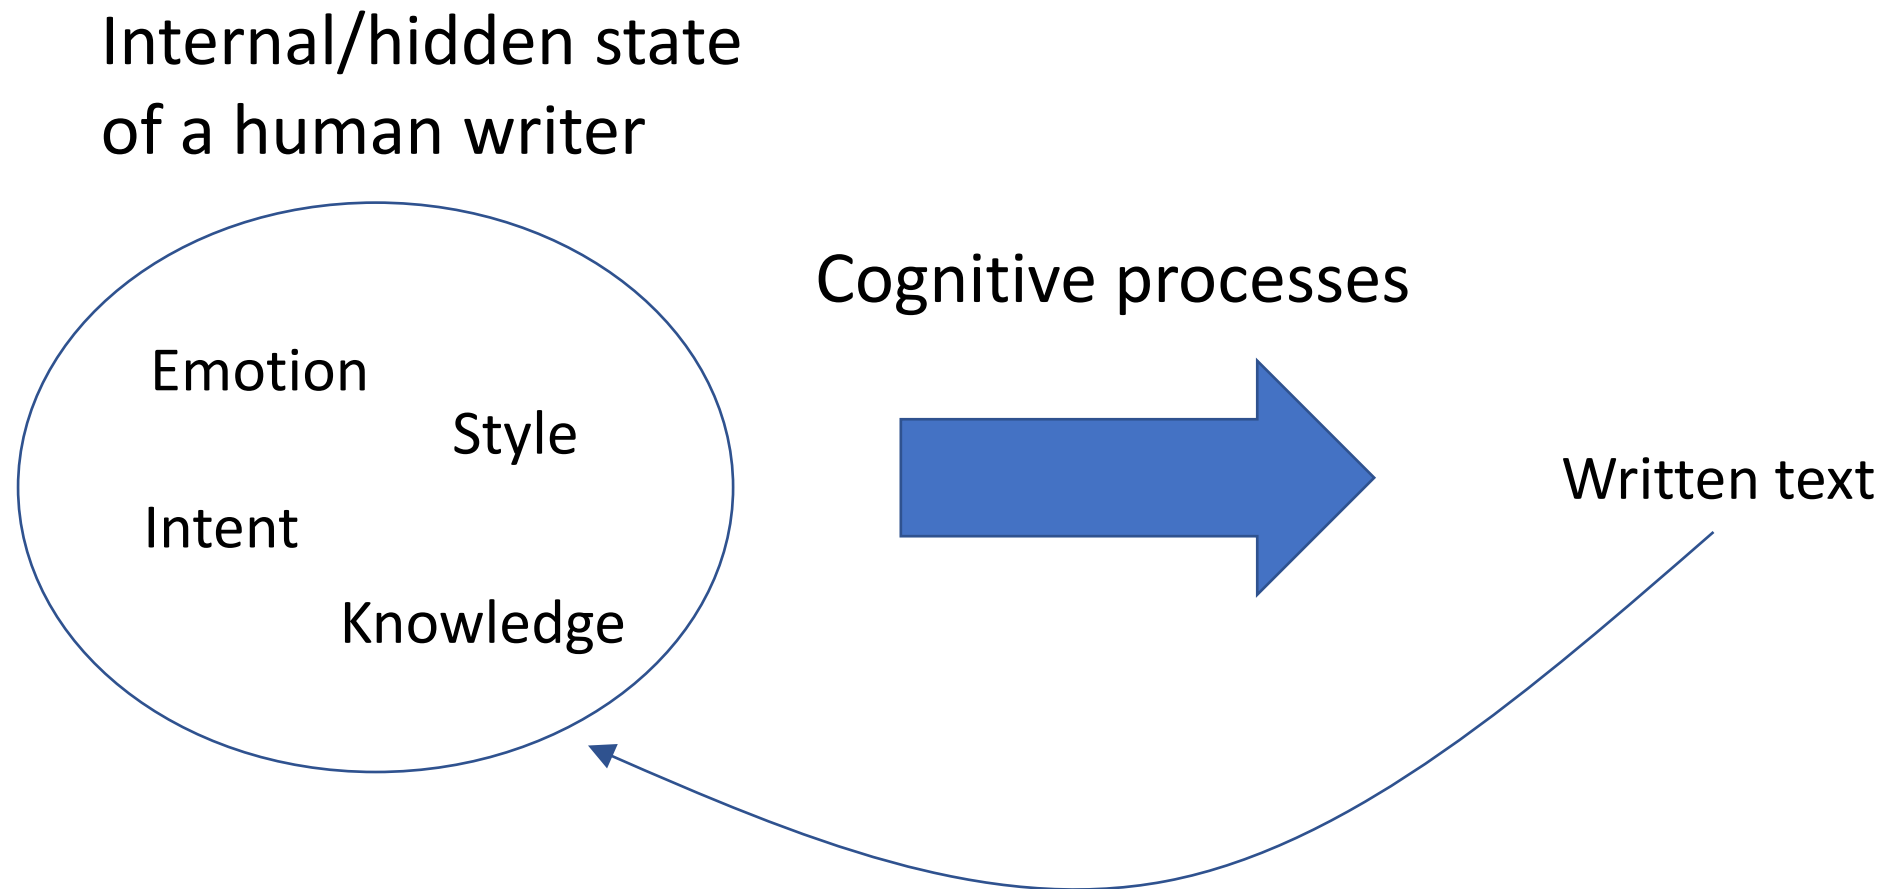 Internal/hidden state
of a human writer
Cognitive processes
Emotion
Style
Intent
Knowledge
Written text